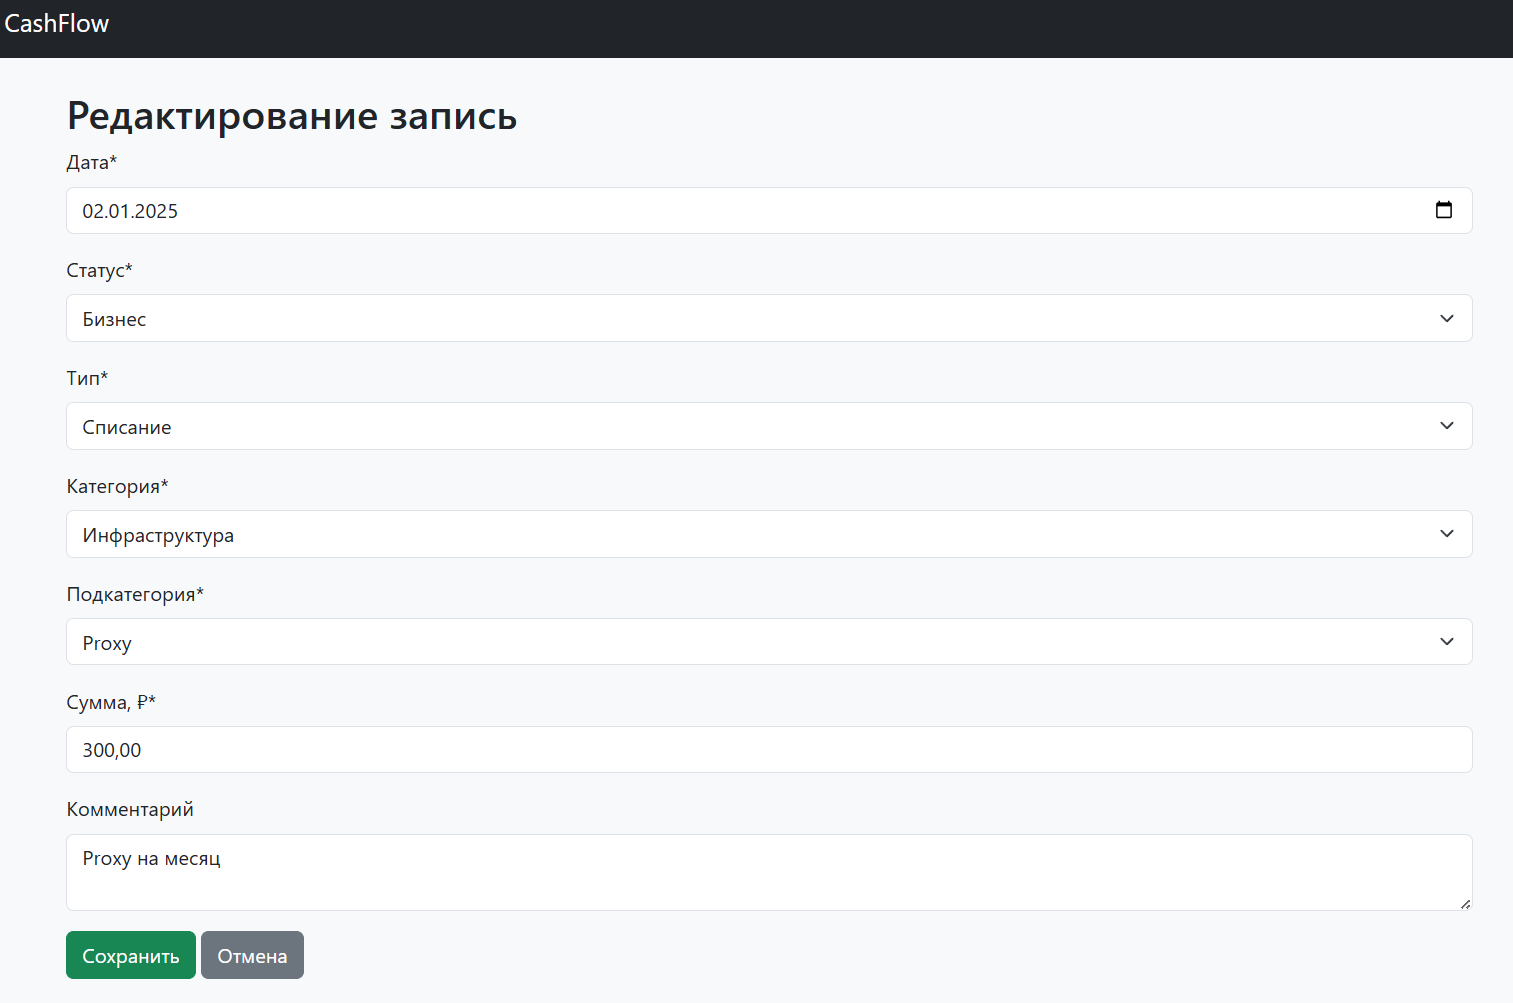 CashFlow
Редактирование запись
Дата*
02.01.2025
Статус*
Бизнес
Тип*
Списание
Категория*
Инфраструктура
Подкатегория*
Proxy
Сумма, ₽*
300,00
Комментарий
Proxy на месяц
Сохранить Отмена